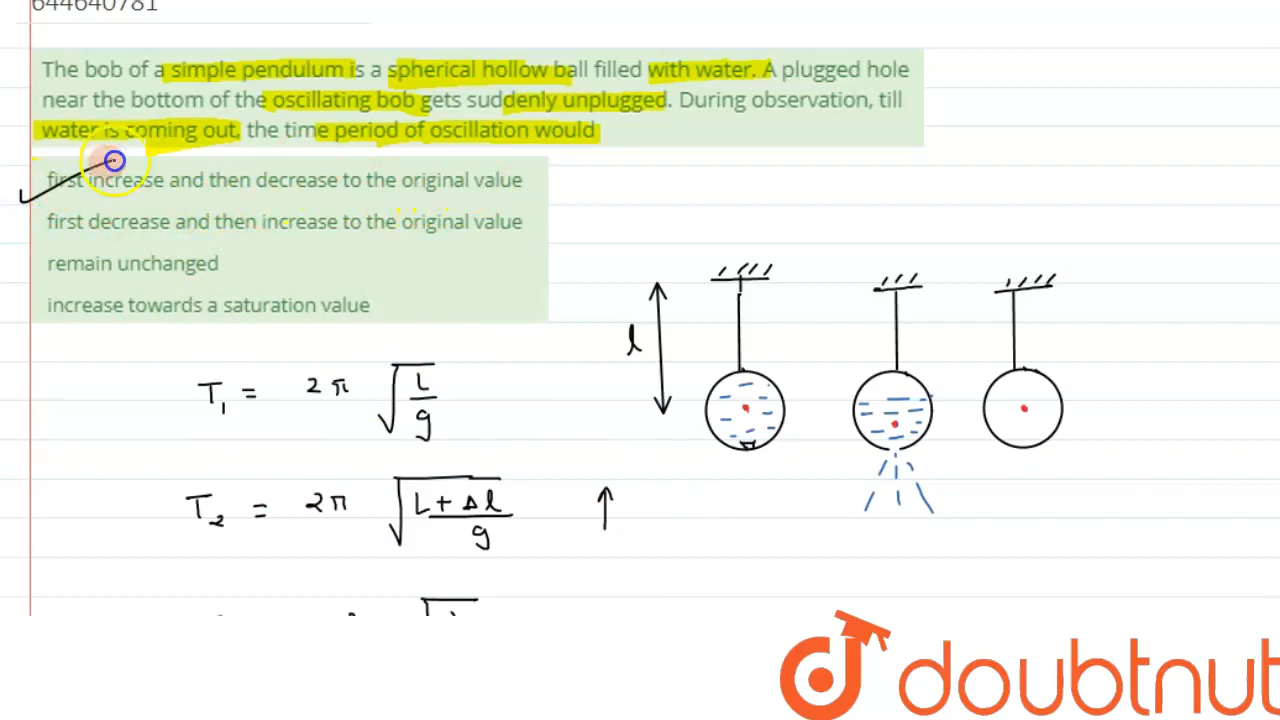 644640781
The bob of a simple pendulum is a spherical hollow ball filled with water. A plugged hole
near the bottom of the oscillating bob gets suddenly unplugged. During observation, till
water is coming out, the time period of oscillation would
first increase and then decrease to the original value
first decrease and then increase to the original value
remain unchanged
increase towards a saturation value
l
T₁ = 2π √(L/g)
T₂ = 2π √((L+Δl)/g) ↑
doubtnut